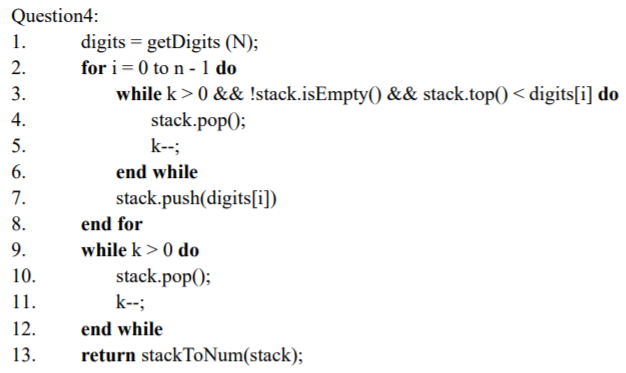 Question4:
1. digits = getDigits (N);
2. for i = 0 to n - 1 do
3. while k > 0 && !stack.isEmpty() && stack.top() < digits[i] do
4. stack.pop();
5. k--;
6. end while
7. stack.push(digits[i])
8. end for
9. while k > 0 do
10. stack.pop();
11. k--;
12. end while
13. return stackToNum(stack);